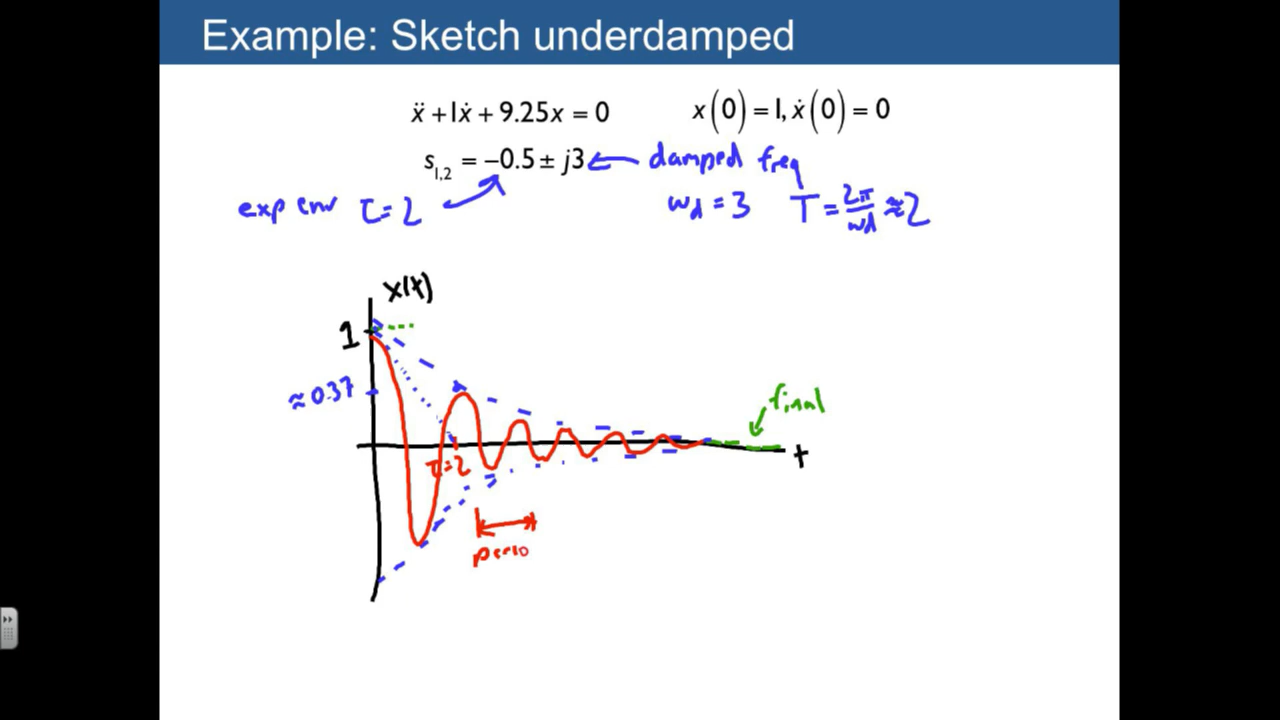 Example: Sketch underdamped
ẍ + 1ẋ + 9.25x = 0
x(0) = 1, ẋ(0) = 0
s₁,₂ = −0.5 ± j3
damped freq
exp env τ = 2
ωd = 3 T = 2π/ωd ≈ 2
x(t)
1
≈ 0.37
final
τ=2
t
perio